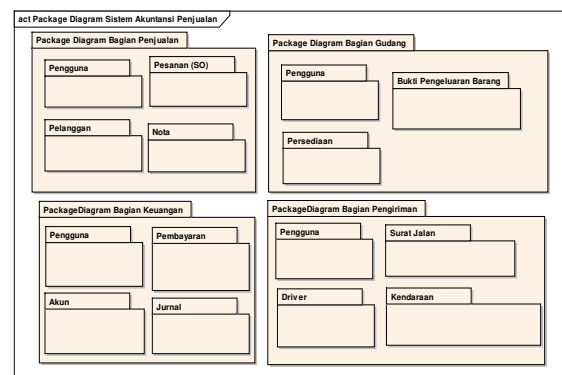 act Package Diagram Sistem Akuntansi Penjualan
Package Diagram Bagian Penjualan
Pengguna
Pesanan (SO)
Pelanggan
Nota
Package Diagram Bagian Gudang
Pengguna
Bukti Pengeluaran Barang
Persediaan
PackageDiagram Bagian Keuangan
Pengguna
Pembayaran
Akun
Jurnal
PackageDiagram Bagian Pengiriman
Pengguna
Surat Jalan
Driver
Kendaraan